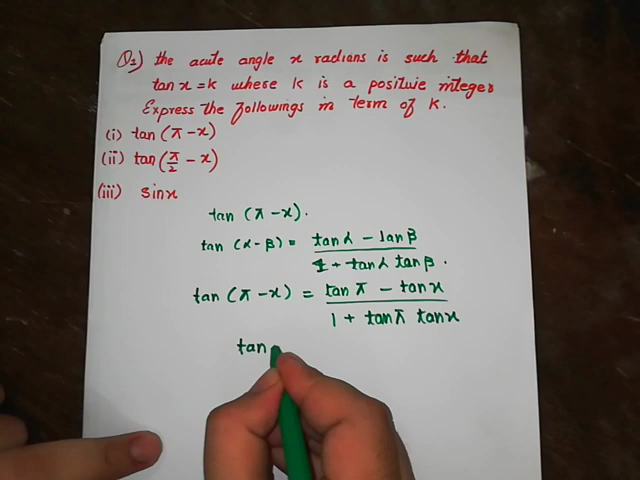 Q1) the acute angle x radians is such that
tan x = k where k is a positive integer
Express the followings in term of k.
(i) tan (π - x)
(ii) tan (π/2 - x)
(iii) sinx
tan (π - x).
tan (α - β) = (tan α - tan β) / (1 + tan α tan β).
tan (π - x) = (tan π - tan x) / (1 + tan π tan x)
tan